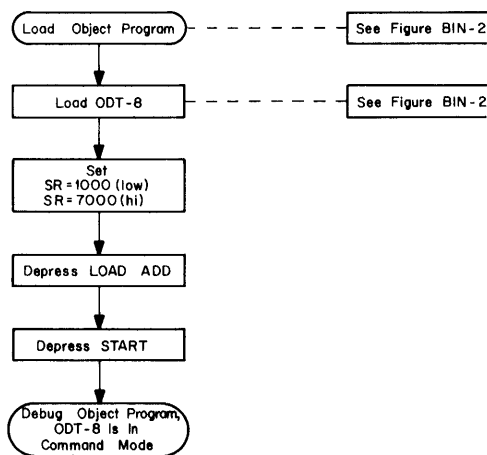 Load Object Program
See Figure BIN-2
Load ODT-8
See Figure BIN-2
Set
SR=1000 (low)
SR=7000 (hi)
Depress LOAD ADD
Depress START
Debug Object Program,
ODT-8 Is In
Command Mode